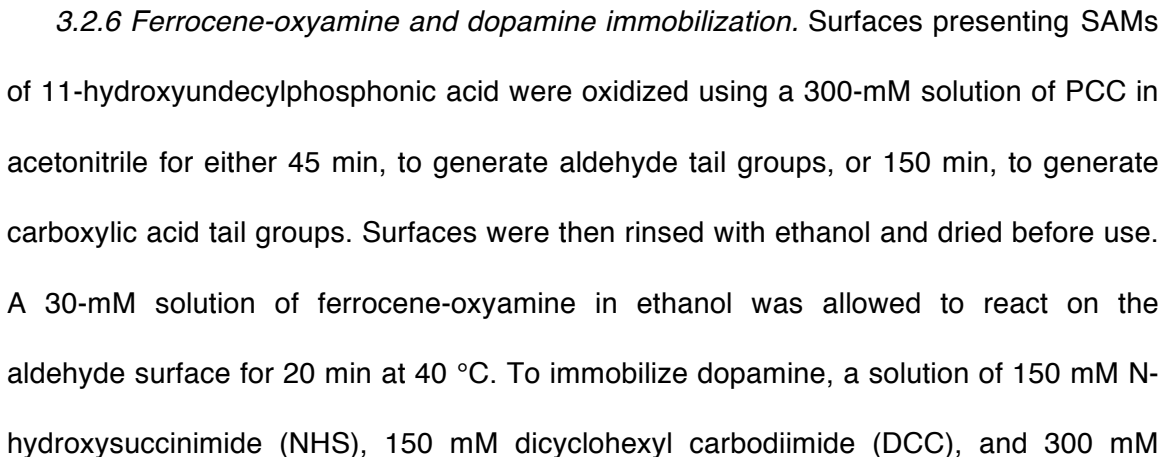 3.2.6 Ferrocene-oxyamine and dopamine immobilization. Surfaces presenting SAMs
of 11-hydroxyundecylphosphonic acid were oxidized using a 300-mM solution of PCC in
acetonitrile for either 45 min, to generate aldehyde tail groups, or 150 min, to generate
carboxylic acid tail groups. Surfaces were then rinsed with ethanol and dried before use.
A 30-mM solution of ferrocene-oxyamine in ethanol was allowed to react on the
aldehyde surface for 20 min at 40 °C. To immobilize dopamine, a solution of 150 mM N-
hydroxysuccinimide (NHS), 150 mM dicyclohexyl carbodiimide (DCC), and 300 mM